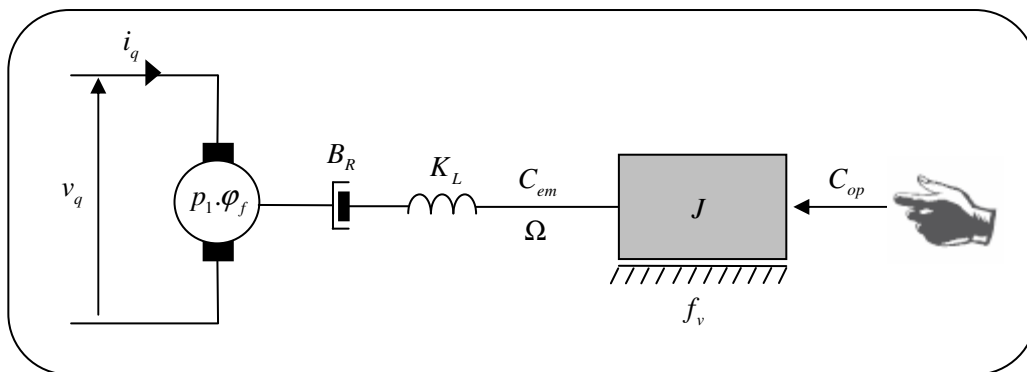 i_q
v_q
p_1.φ_f
B_R
K_L
C_em
Ω
J
C_op
f_v